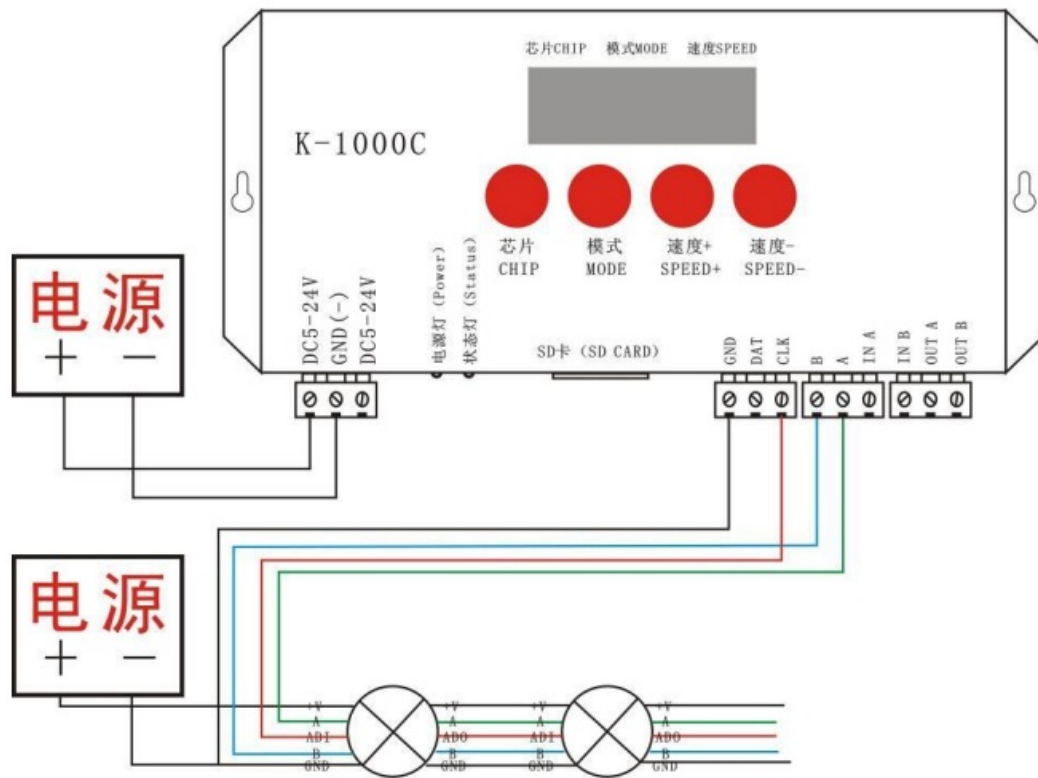 芯片CHIP 模式MODE 速度SPEED
K-1000C
芯片
CHIP
模式
MODE
速度+
SPEED+
速度-
SPEED-
DC5-24V
GND(-)
DC5-24V
电源灯(Power)
状态灯(Status)
SD卡(SD CARD)
GND
DAT
CLK
B
A
IN A
IN B
OUT A
OUT B
电源
+ −
电源
+ −
+V +V +V +V
A A A A
ADI ADO ADI ADO
B B B B
GND GND GND GND